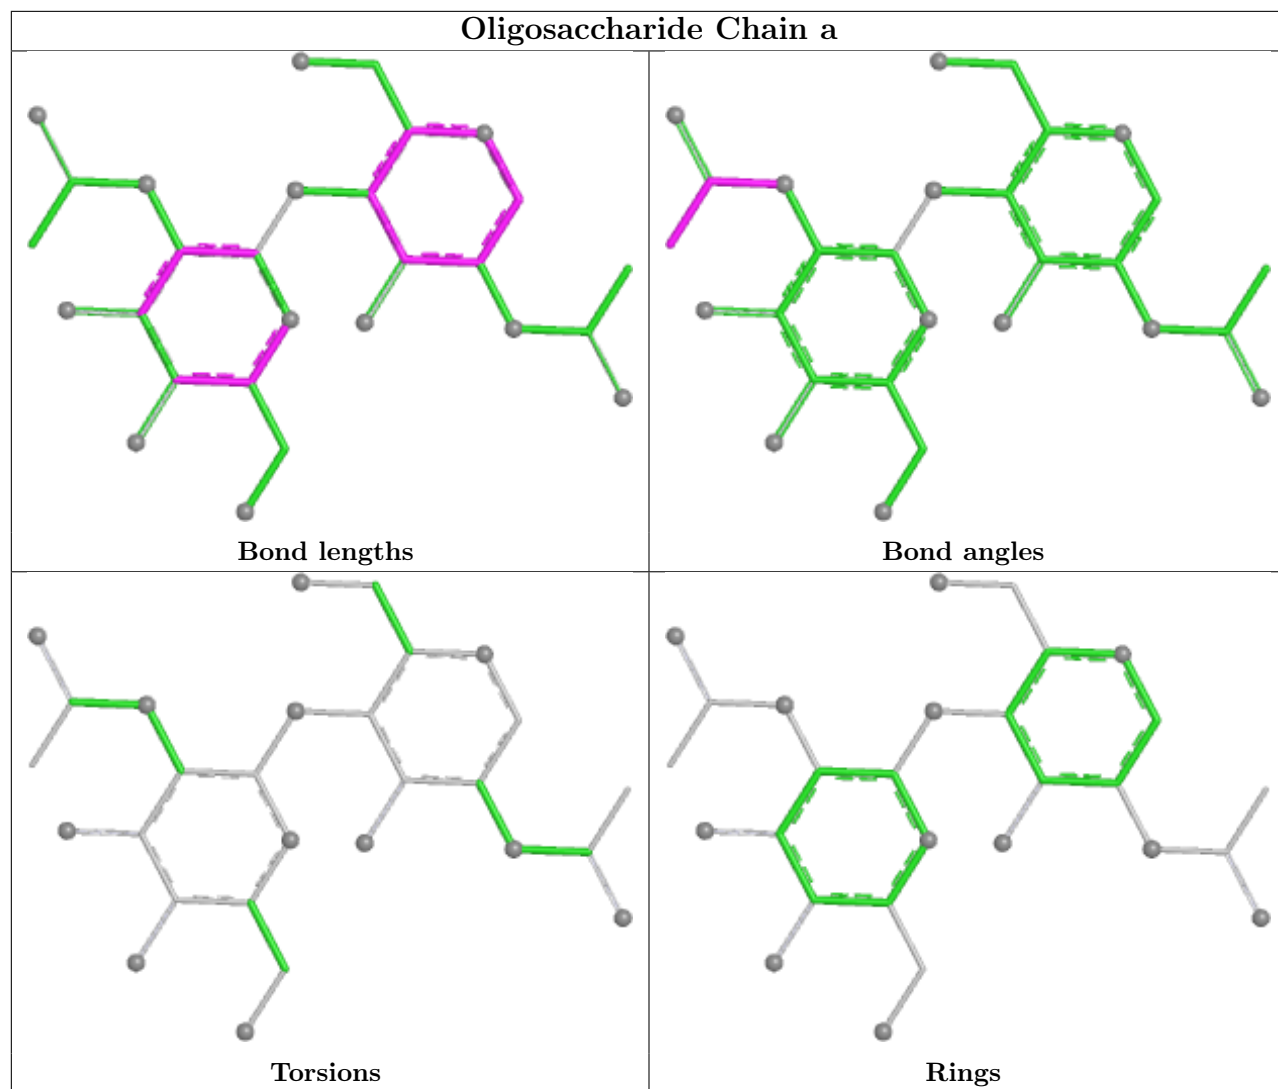 Oligosaccharide Chain a
Bond lengths
Bond angles
Torsions
Rings